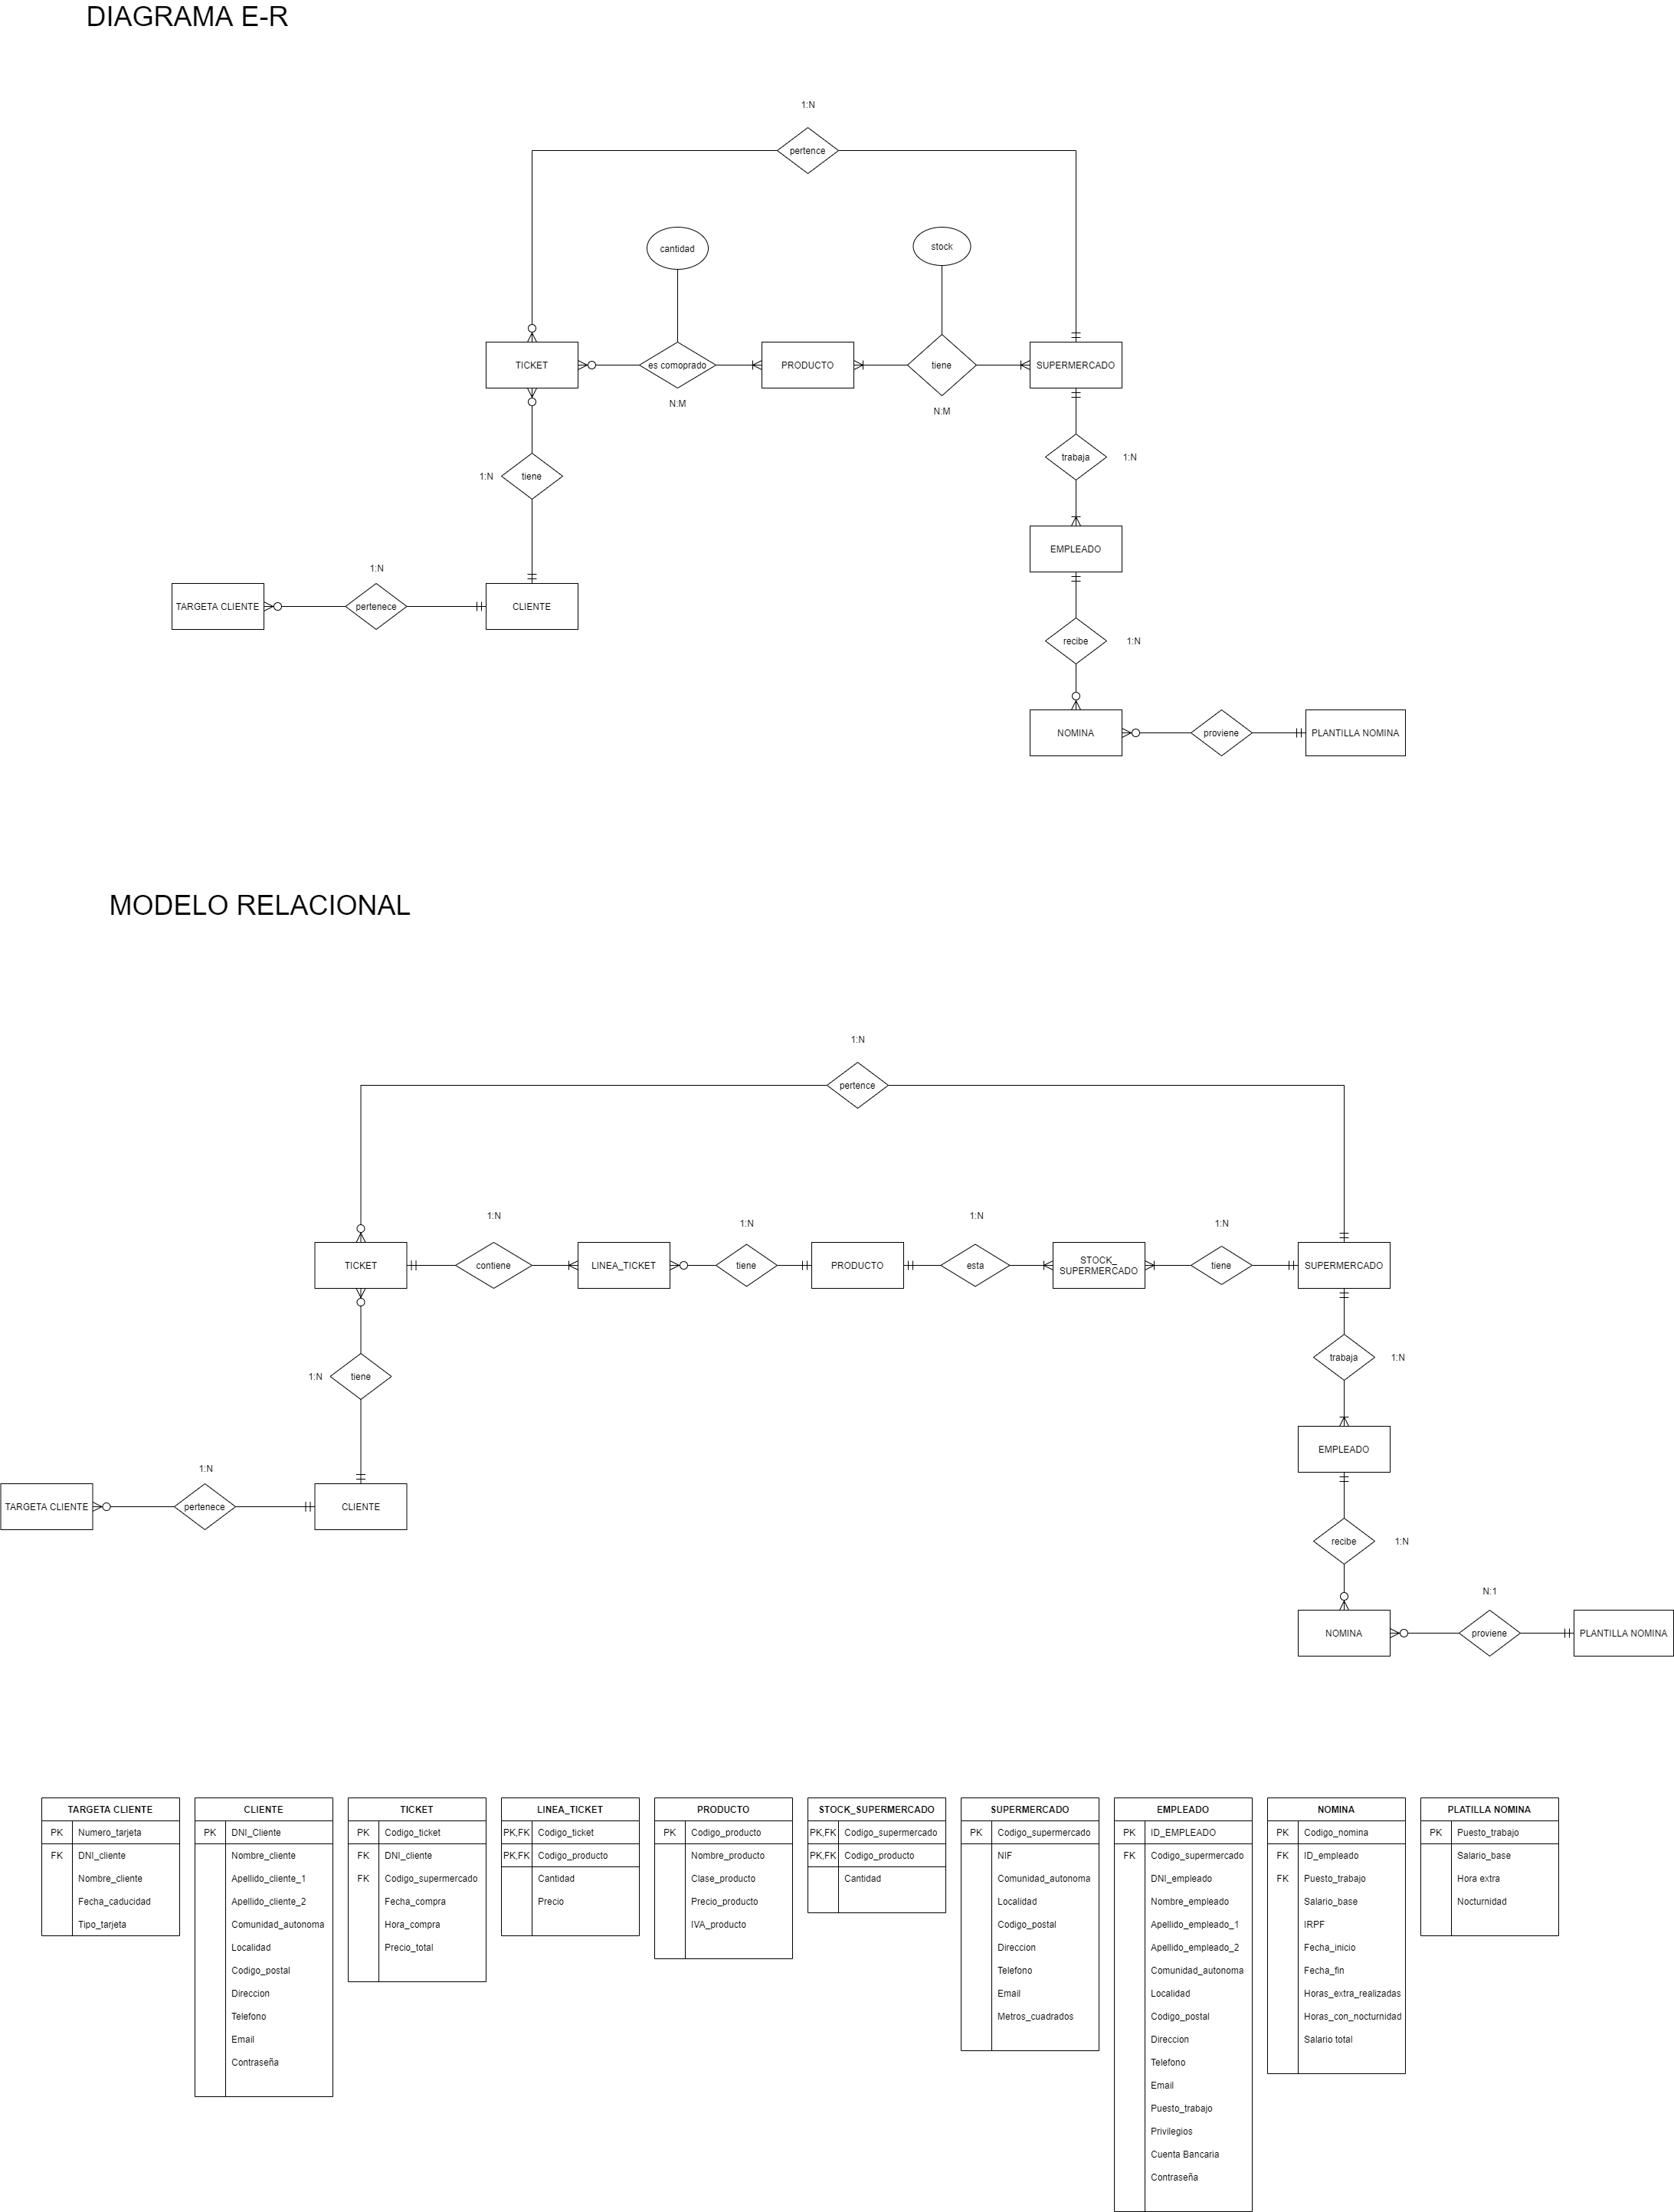 DIAGRAMA E-R
1:N
pertence
cantidad
stock
TICKET
es comoprado
PRODUCTO
tiene
SUPERMERCADO
N:M
N:M
trabaja
1:N
1:N
tiene
EMPLEADO
1:N
TARGETA CLIENTE
pertenece
CLIENTE
recibe
1:N
NOMINA
proviene
PLANTILLA NOMINA
MODELO RELACIONAL
1:N
pertence
1:N
1:N
1:N
1:N
TICKET
contiene
LINEA_TICKET
tiene
PRODUCTO
esta
STOCK_
SUPERMERCADO
tiene
SUPERMERCADO
trabaja
1:N
1:N
tiene
EMPLEADO
1:N
TARGETA CLIENTE
pertenece
CLIENTE
recibe
1:N
N:1
NOMINA
proviene
PLANTILLA NOMINA
TARGETA CLIENTE
PK Numero_tarjeta
FK DNI_cliente
Nombre_cliente
Fecha_caducidad
Tipo_tarjeta
CLIENTE
PK DNI_Cliente
Nombre_cliente
Apellido_cliente_1
Apellido_cliente_2
Comunidad_autonoma
Localidad
Codigo_postal
Direccion
Telefono
Email
Contraseña
TICKET
PK Codigo_ticket
FK DNI_cliente
FK Codigo_supermercado
Fecha_compra
Hora_compra
Precio_total
LINEA_TICKET
PK,FK Codigo_ticket
PK,FK Codigo_producto
Cantidad
Precio
PRODUCTO
PK Codigo_producto
Nombre_producto
Clase_producto
Precio_producto
IVA_producto
STOCK_SUPERMERCADO
PK,FK Codigo_supermercado
PK,FK Codigo_producto
Cantidad
SUPERMERCADO
PK Codigo_supermercado
NIF
Comunidad_autonoma
Localidad
Codigo_postal
Direccion
Telefono
Email
Metros_cuadrados
EMPLEADO
PK ID_EMPLEADO
FK Codigo_supermercado
DNI_empleado
Nombre_empleado
Apellido_empleado_1
Apellido_empleado_2
Comunidad_autonoma
Localidad
Codigo_postal
Direccion
Telefono
Email
Puesto_trabajo
Privilegios
Cuenta Bancaria
Contraseña
NOMINA
PK Codigo_nomina
FK ID_empleado
FK Puesto_trabajo
Salario_base
IRPF
Fecha_inicio
Fecha_fin
Horas_extra_realizadas
Horas_con_nocturnidad
Salario total
PLATILLA NOMINA
PK Puesto_trabajo
Salario_base
Hora extra
Nocturnidad